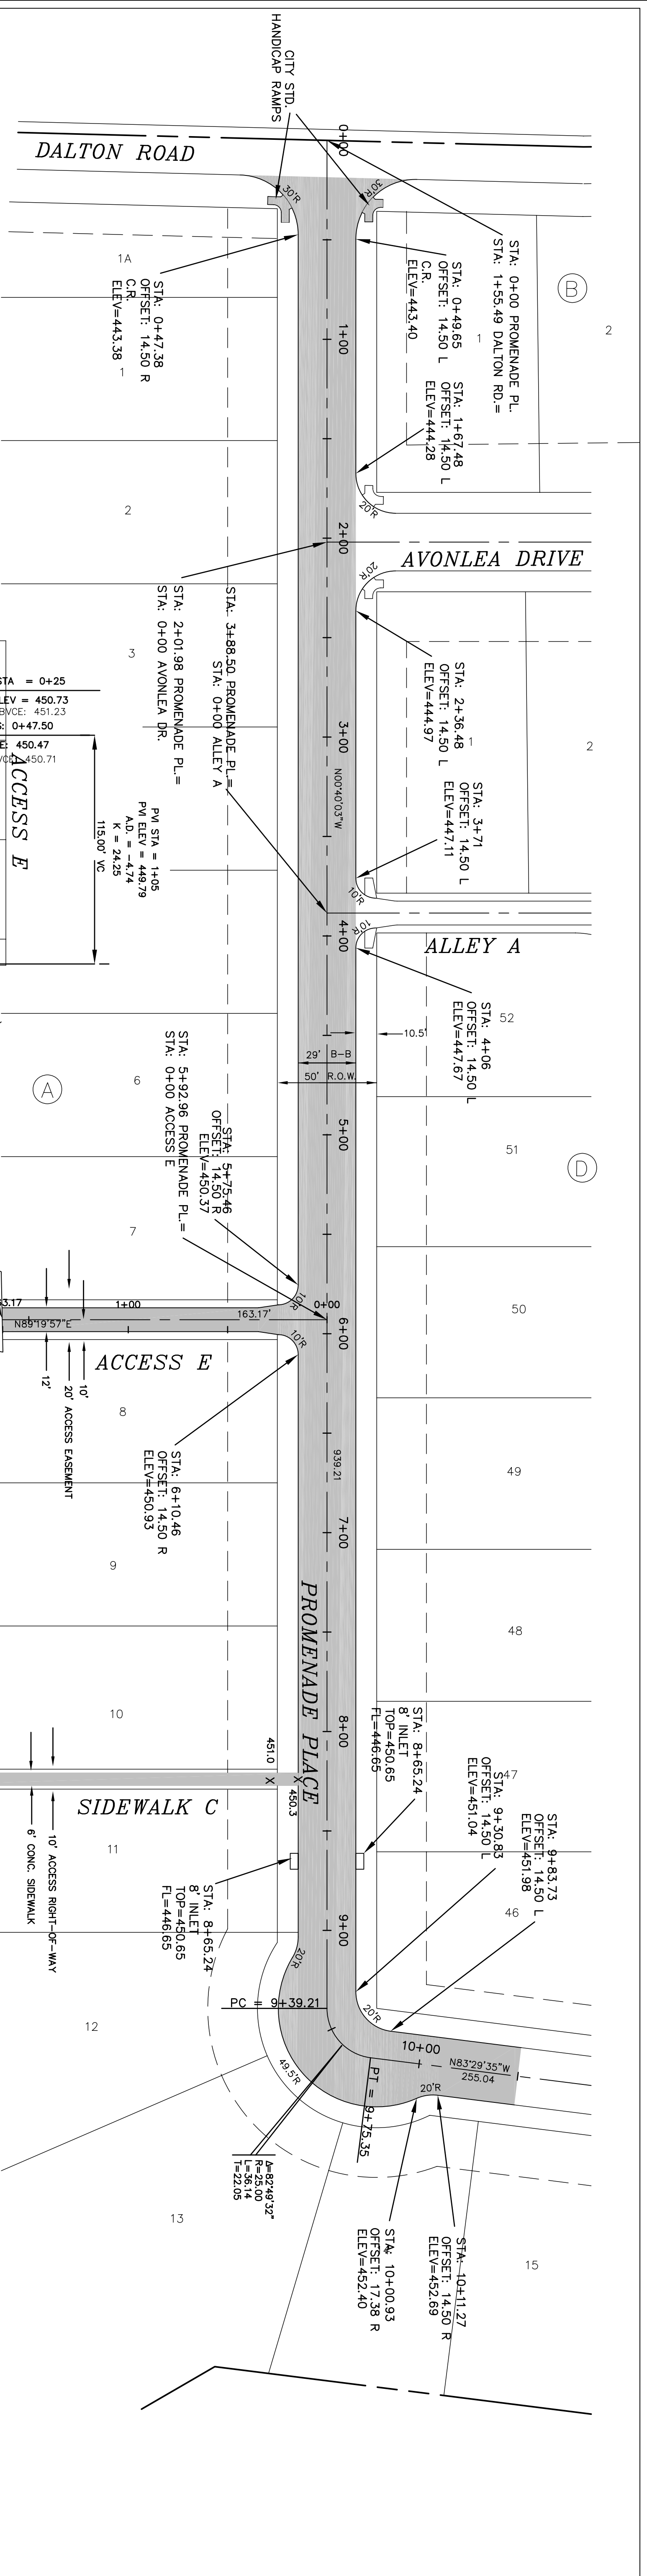 CITY STD.
HANDICAP RAMPS
0+00
DALTON ROAD
30'R
30'R
STA: 0+00 PROMENADE PL.
STA: 1+55.49 DALTON RD.=
B
2
1A
STA: 0+47.38
OFFSET: 14.50 R
C.R.
ELEV=443.38
STA: 0+49.65
OFFSET: 14.50 L
C.R.
ELEV=443.40
1
1
1+00
STA: 1+67.48
OFFSET: 14.50 L
ELEV=444.28
20'R
2
2+00
AVONLEA DRIVE
20'R
STA: 2+01.98 PROMENADE PL.=
STA: 0+00 AVONLEA DR.
STA: 3+88.50 PROMENADE PL.=
STA: 0+00 ALLEY A
3
STA: 2+36.48
OFFSET: 14.50 L
ELEV=444.97
1
2
STA = 0+25
LEV = 450.73
BVCE: 451.23
S: 0+47.50
E: 450.47
VCE: 450.71
ACCESS E
115.00' VC
PVI STA = 1+05
PVI ELEV = 449.79
A.D. = -4.74
K = 24.25
3+00
N00°40'03"W
STA: 3+71
OFFSET: 14.50 L
ELEV=447.11
10'R
10'R
4+00
ALLEY A
STA: 4+06
OFFSET: 14.50 L
ELEV=447.67
52
10.5'
29' B-B
50' R.O.W.
A
6
STA: 5+92.96 PROMENADE PL.=
STA: 0+00 ACCESS E
STA: 5+75.46
OFFSET: 14.50 R
ELEV=450.37
5+00
51
D
7
10'R
0+00
1+00
163.17'
63.17
N89°19'57"E
10'R
6+00
50
ACCESS E
10'
20' ACCESS EASEMENT
12'
8
STA: 6+10.46
OFFSET: 14.50 R
ELEV=450.93
939.21
49
7+00
9
PROMENADE PLACE
48
10
8+00
STA: 8+65.24
8' INLET
TOP=450.65
FL=446.65
451.0
X
X
450.3
SIDEWALK C
10' ACCESS RIGHT-OF-WAY
6' CONC. SIDEWALK
47
STA: 9+30.83
OFFSET: 14.50 L
ELEV=451.04
STA: 9+83.73
OFFSET: 14.50 L
ELEV=451.98
11
STA: 8+65.24
8' INLET
TOP=450.65
FL=446.65
46
9+00
20'R
PC = 9+39.21
20'R
12
10+00
N83°29'35"W
255.04
49.5'R
20'R
PT = 9+75.35
Δ=82°49'32"
R=25.00
L=36.14
T=22.05
13
STA: 10+00.93
OFFSET: 17.38 R
ELEV=452.40
STA: 10+11.27
OFFSET: 14.50 R
ELEV=452.69
15